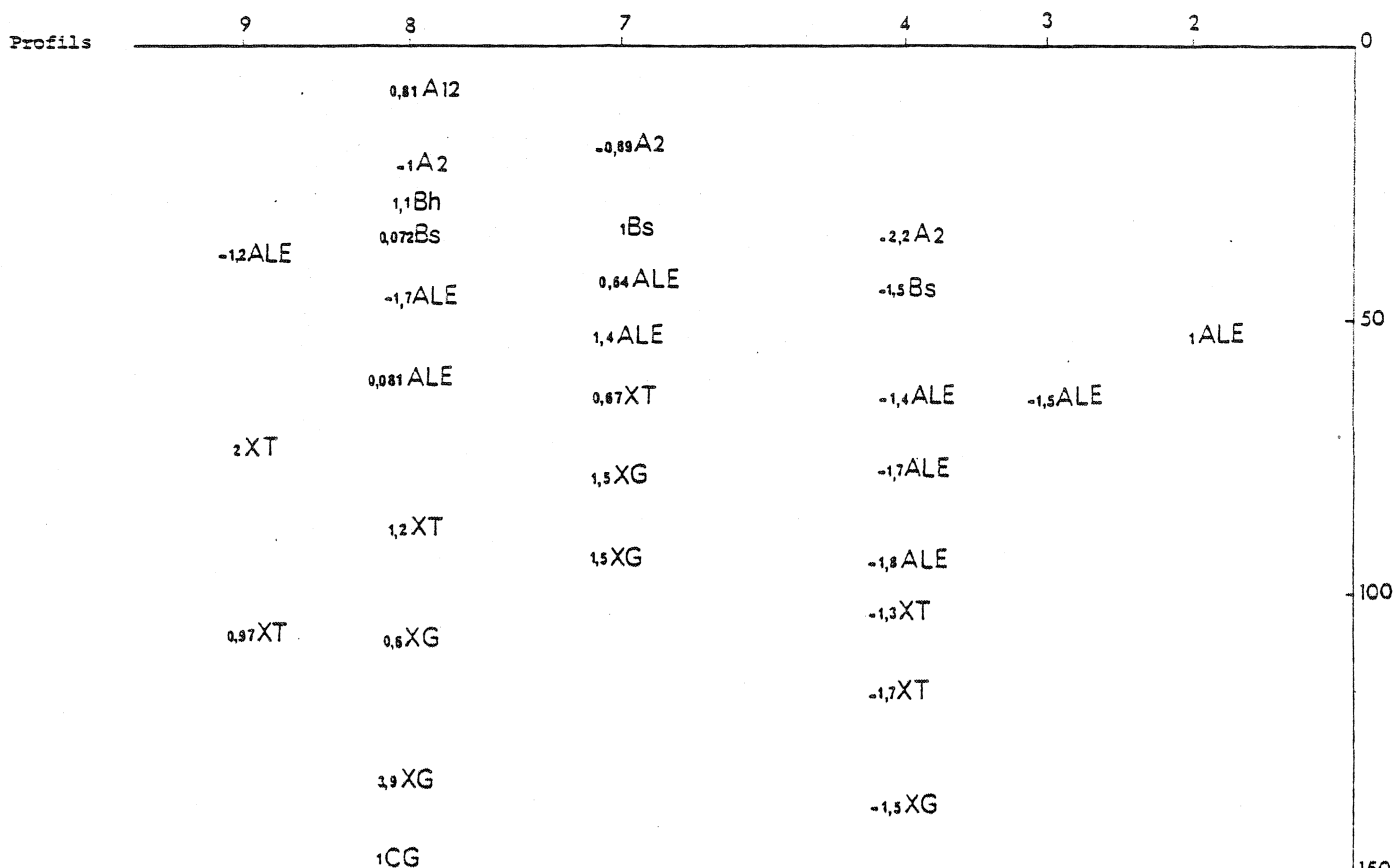 9 8 7 4 3 2
Profils 0
0,81 A12
-0,89 A2
-1 A2
1,1 Bh
1 Bs
0,072 Bs -2,2 A2
-1,2 ALE
0,64 ALE
-1,5 Bs
-1,7 ALE
50
1,4 ALE 1 ALE
0,081 ALE
0,67 XT -1,4 ALE -1,5 ALE
2 XT
-1,7 ALE
1,5 XG
1,2 XT
1,5 XG -1,8 ALE
100
-1,3 XT
0,97 XT 0,6 XG
-1,7 XT
3,9 XG
-1,5 XG
1 CG
150